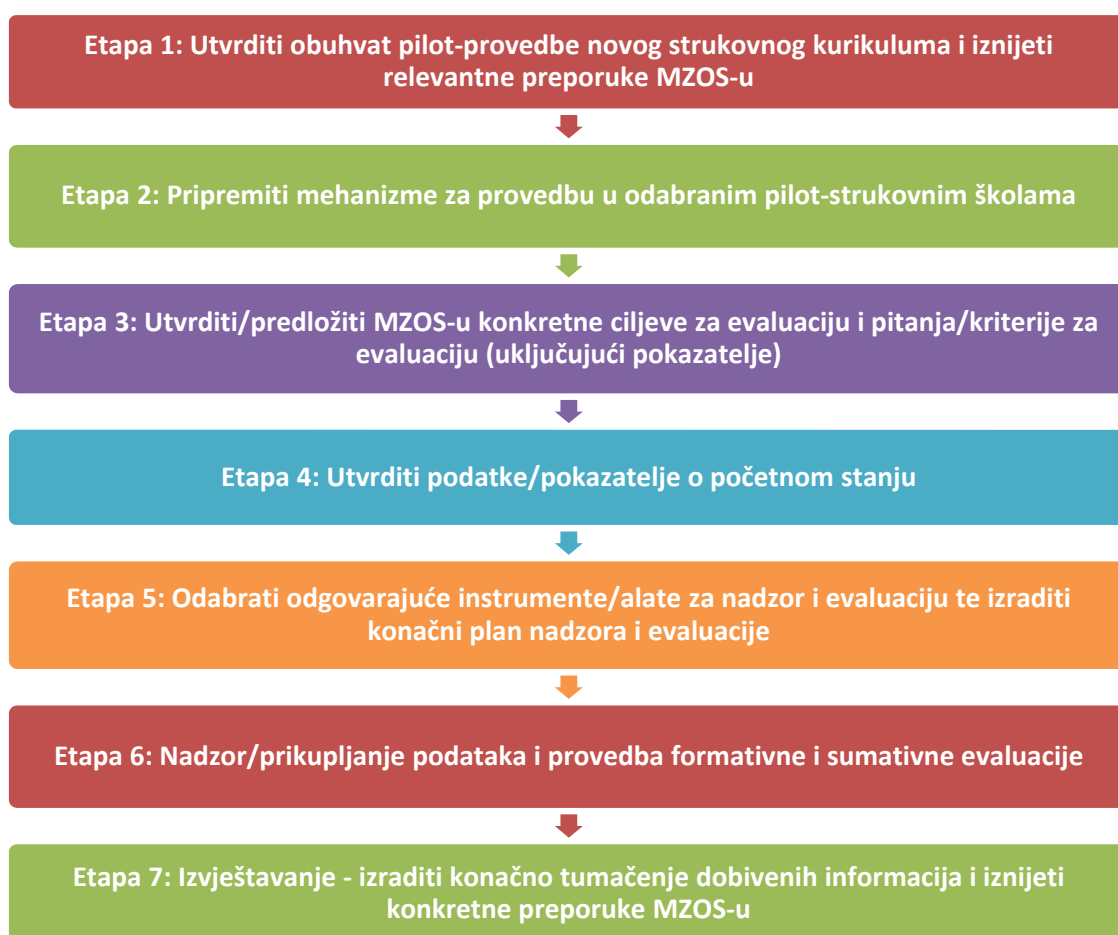 Etapa 1: Utvrditi obuhvat pilot-provedbe novog strukovnog kurikuluma i iznijeti
relevantne preporuke MZOS-u
Etapa 2: Pripremiti mehanizme za provedbu u odabranim pilot-strukovnim školama
Etapa 3: Utvrditi/predložiti MZOS-u konkretne ciljeve za evaluaciju i pitanja/kriterije za
evaluaciju (uključujući pokazatelje)
Etapa 4: Utvrditi podatke/pokazatelje o početnom stanju
Etapa 5: Odabrati odgovarajuće instrumente/alate za nadzor i evaluaciju te izraditi
konačni plan nadzora i evaluacije
Etapa 6: Nadzor/prikupljanje podataka i provedba formativne i sumativne evaluacije
Etapa 7: Izvještavanje - izraditi konačno tumačenje dobivenih informacija i iznijeti
konkretne preporuke MZOS-u